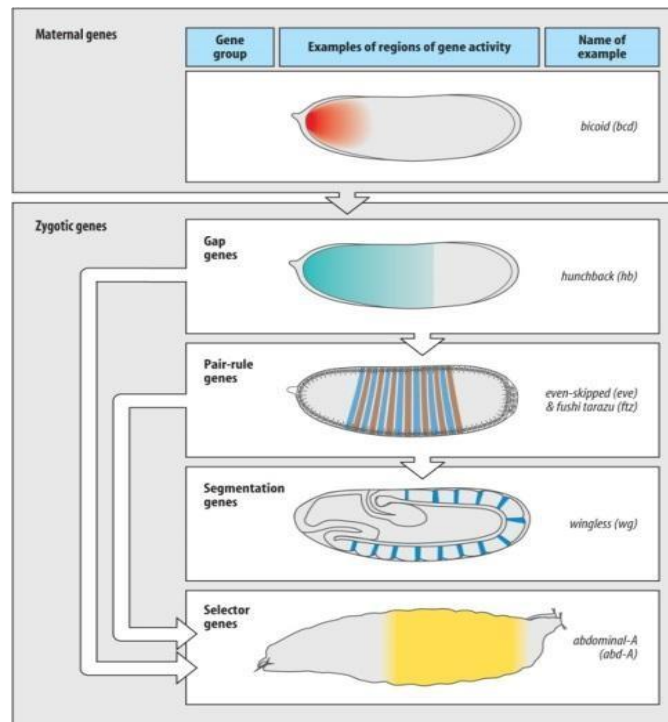 Maternal genes
Gene
group
Examples of regions of gene activity
Name of
example
bicoid (bcd)
Zygotic genes
Gap
genes
hunchback (hb)
Pair-rule
genes
even-skipped (eve)
& fushi tarazu (ftz)
Segmentation
genes
wingless (wg)
Selector
genes
abdominal-A
(abd-A)